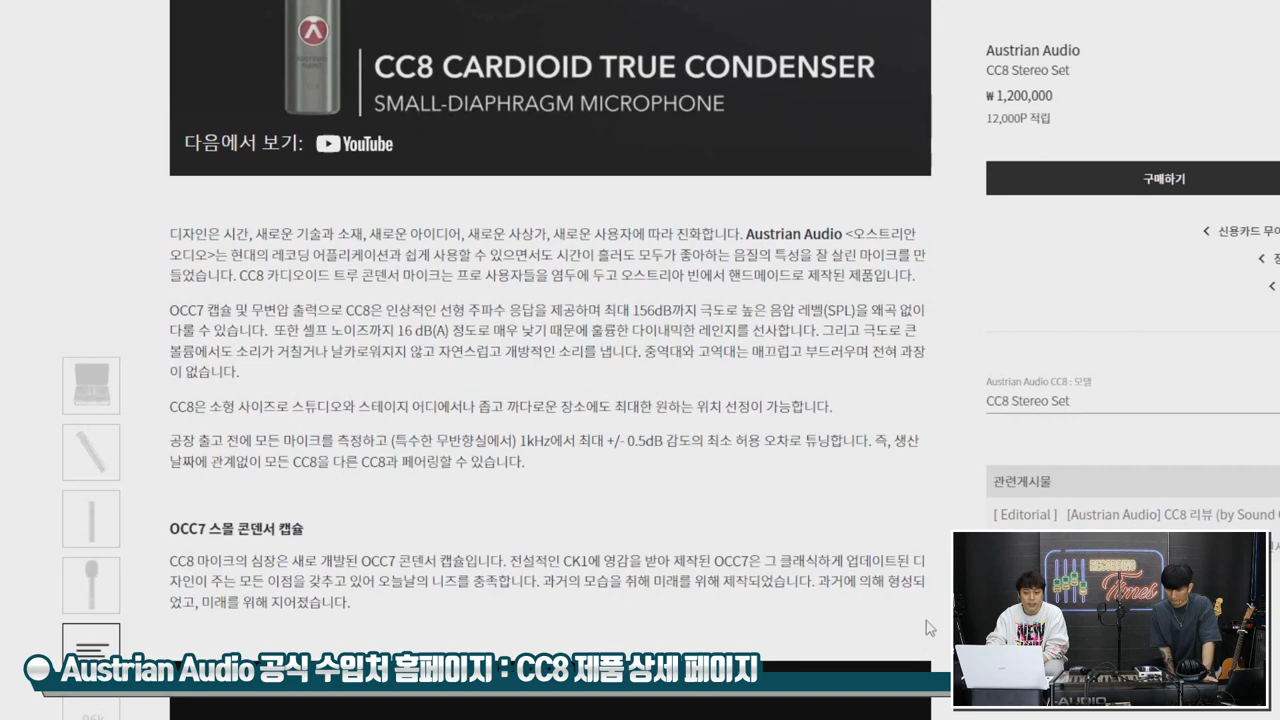 CC8 CARDIOID TRUE CONDENSER
SMALL-DIAPHRAGM MICROPHONE
다음에서 보기: YouTube
Austrian Audio
CC8 Stereo Set
₩ 1,200,000
12,000P 적립
구매하기
신용카드 무이
디자인은 시간, 새로운 기술과 소재, 새로운 아이디어, 새로운 사상가, 새로운 사용자에 따라 진화합니다. Austrian Audio <오스트리안
오디오>는 현대의 레코딩 어플리케이션과 쉽게 사용할 수 있으면서도 시간이 흘러도 모두가 좋아하는 음질의 특성을 잘 살린 마이크를 만
들었습니다. CC8 카디오이드 트루 콘덴서 마이크는 프로 사용자들을 염두에 두고 오스트리아 빈에서 핸드메이드로 제작된 제품입니다.
OCC7 캡슐 및 무변압 출력으로 CC8은 인상적인 선형 주파수 응답을 제공하며 최대 156dB까지 극도로 높은 음압 레벨(SPL)을 왜곡 없이
다룰 수 있습니다. 또한 셀프 노이즈까지 16 dB(A) 정도로 매우 낮기 때문에 훌륭한 다이내믹한 레인지를 선사합니다. 그리고 극도로 큰
볼륨에서도 소리가 거칠거나 날카로워지지 않고 자연스럽고 개방적인 소리를 냅니다. 중역대와 고역대는 매끄럽고 부드러우며 전혀 과장
이 없습니다.
CC8은 소형 사이즈로 스튜디오와 스테이지 어디에서나 좁고 까다로운 장소에도 최대한 원하는 위치 선정이 가능합니다.
공장 출고 전에 모든 마이크를 측정하고 (특수한 무반향실에서) 1kHz에서 최대 +/- 0.5dB 감도의 최소 허용 오차로 튜닝합니다. 즉, 생산
날짜에 관계없이 모든 CC8을 다른 CC8과 페어링할 수 있습니다.
Austrian Audio CC8 : 모델
CC8 Stereo Set
관련게시물
[ Editorial ] [Austrian Audio] CC8 리뷰 (by Sound
OCC7 스몰 콘덴서 캡슐
CC8 마이크의 심장은 새로 개발된 OCC7 콘덴서 캡슐입니다. 전설적인 CK1에 영감을 받아 제작된 OCC7은 그 클래식하게 업데이트된 디
자인이 주는 모든 이점을 갖추고 있어 오늘날의 니즈를 충족합니다. 과거의 모습을 취해 미래를 위해 제작되었습니다. 과거에 의해 형성되
었고, 미래를 위해 지어졌습니다.
Times
Austrian Audio 공식 수입처 홈페이지 : CC8 제품 상세 페이지